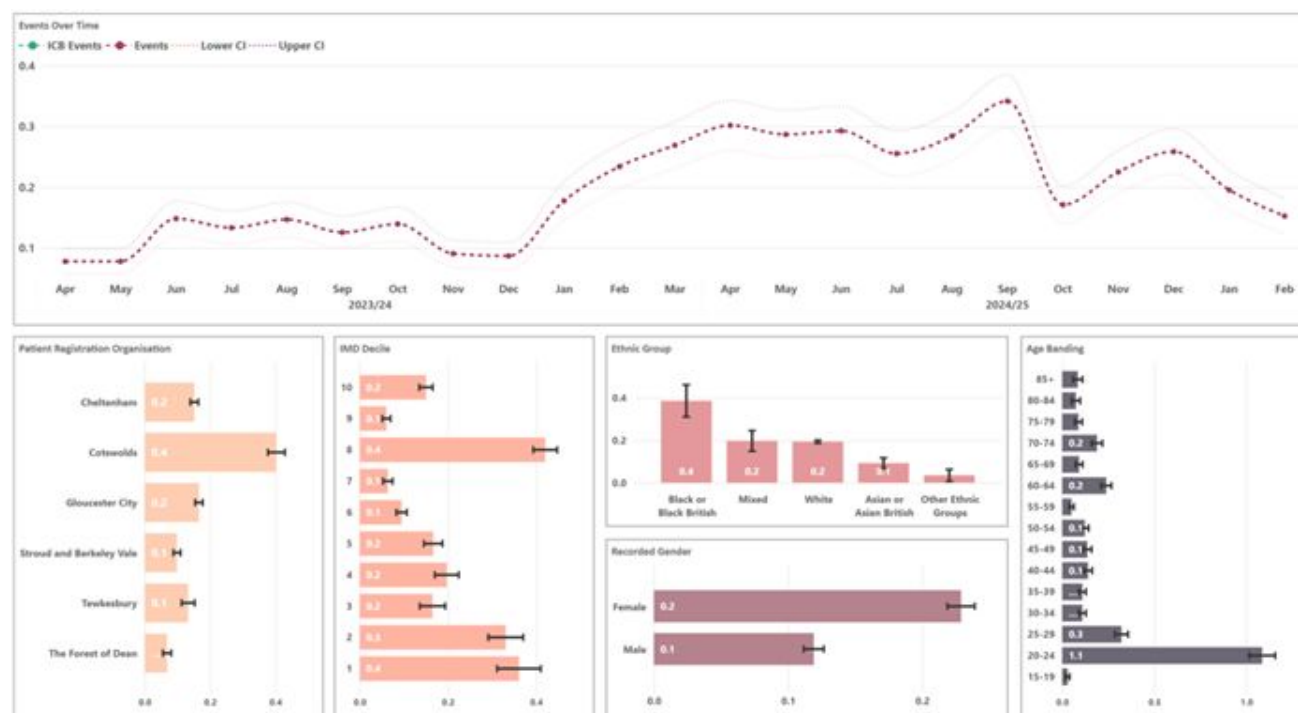 Events Over Time
ICB Events Events Lower CI Upper CI
0.4
0.3
0.2
0.1
Apr May Jun Jul Aug Sep Oct Nov Dec Jan Feb Mar Apr May Jun Jul Aug Sep Oct Nov Dec Jan Feb
2023/24 2024/25
Patient Registration Organisation
Cheltenham 0.2
Cotswolds 0.4
Gloucester City 0.2
Stroud and Berkeley Vale 0.1
Tewkesbury 0.1
The Forest of Dean
0.0 0.2 0.4
IMD Decile
10 0.2
9 0.1
8 0.4
7 0.1
6 0.1
5 0.2
4 0.2
3 0.2
2 0.3
1 0.4
0.0 0.2 0.4
Ethnic Group
0.4
0.2
0.0
0.4 0.2 0.2 0.1
Black or Mixed White Asian or Other Ethnic
Black British Asian British Groups
Recorded Gender
Female 0.2
Male 0.1
0.0 0.1 0.2
Age Banding
85+
80-84
75-79
70-74 0.2
65-69
60-64 0.2
55-59
50-54 0.1
45-49 0.1
40-44 0.1
35-39 ...
30-34 ...
25-29 0.3
20-24 1.1
15-19
0.0 0.5 1.0